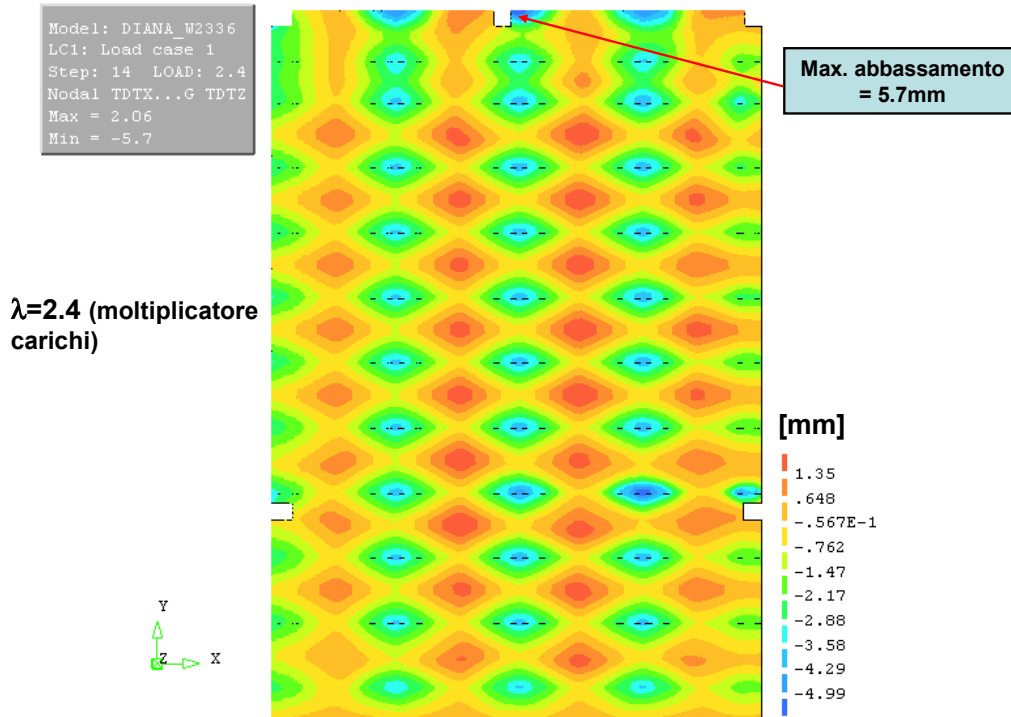 Model: DIANA_W2336
LC1: Load case 1
Step: 14 LOAD: 2.4
Nodal TDTX...G TDTZ
Max = 2.06
Min = -5.7
Max. abbassamento
= 5.7mm
λ=2.4 (moltiplicatore
carichi)
[mm]
1.35
.648
-.567E-1
-.762
-1.47
-2.17
-2.88
-3.58
-4.29
-4.99
Y
Z
X